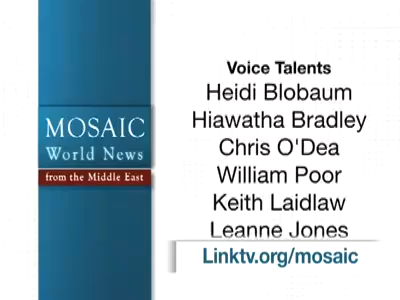 MOSAIC
World News
from the Middle East
Voice Talents
Heidi Blobaum
Hiawatha Bradley
Chris O'Dea
William Poor
Keith Laidlaw
Leanne Jones
Linktv.org/mosaic